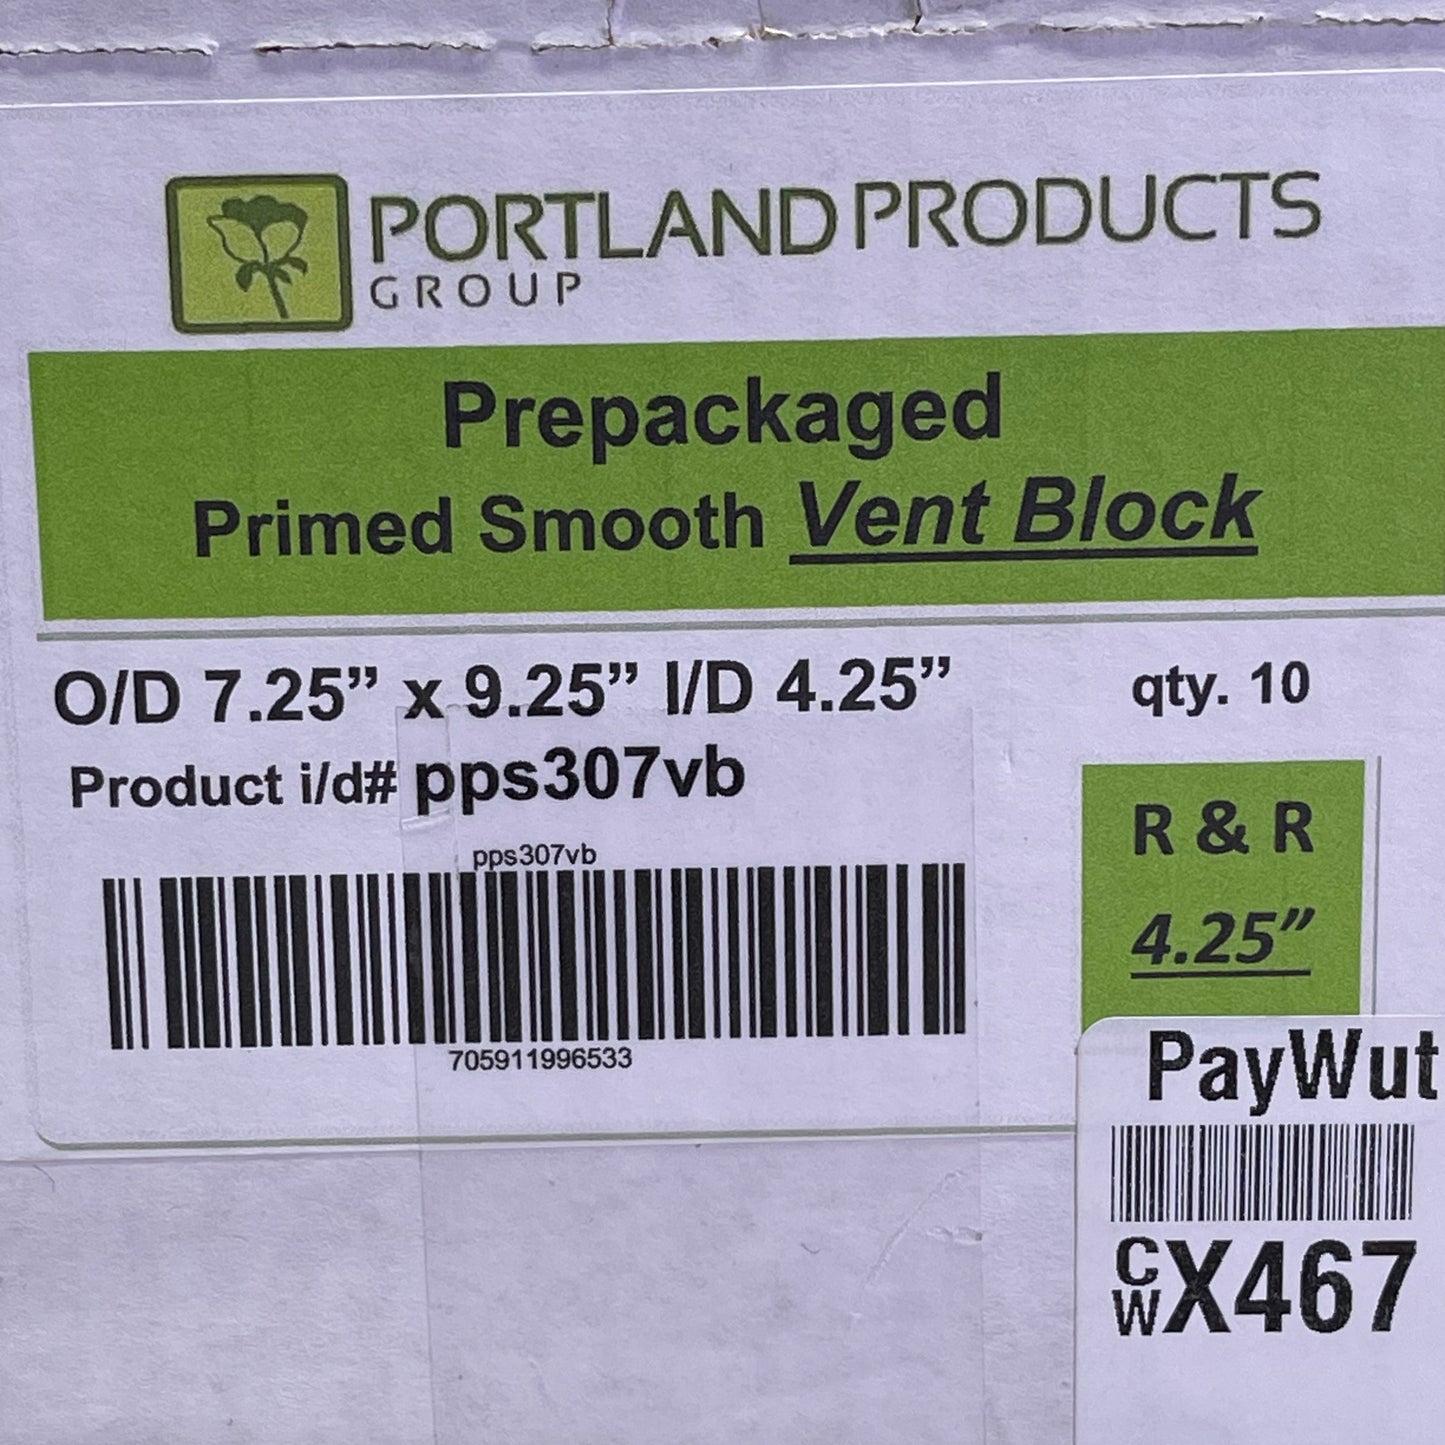 PORTLAND PRODUCTS
GROUP
Prepackaged
Primed Smooth Vent Block
O/D 7.25” x 9.25” I/D 4.25” qty. 10
Product i/d# pps307vb
pps307vb
705911996533
R & R
4.25”
PayWut
CW X467